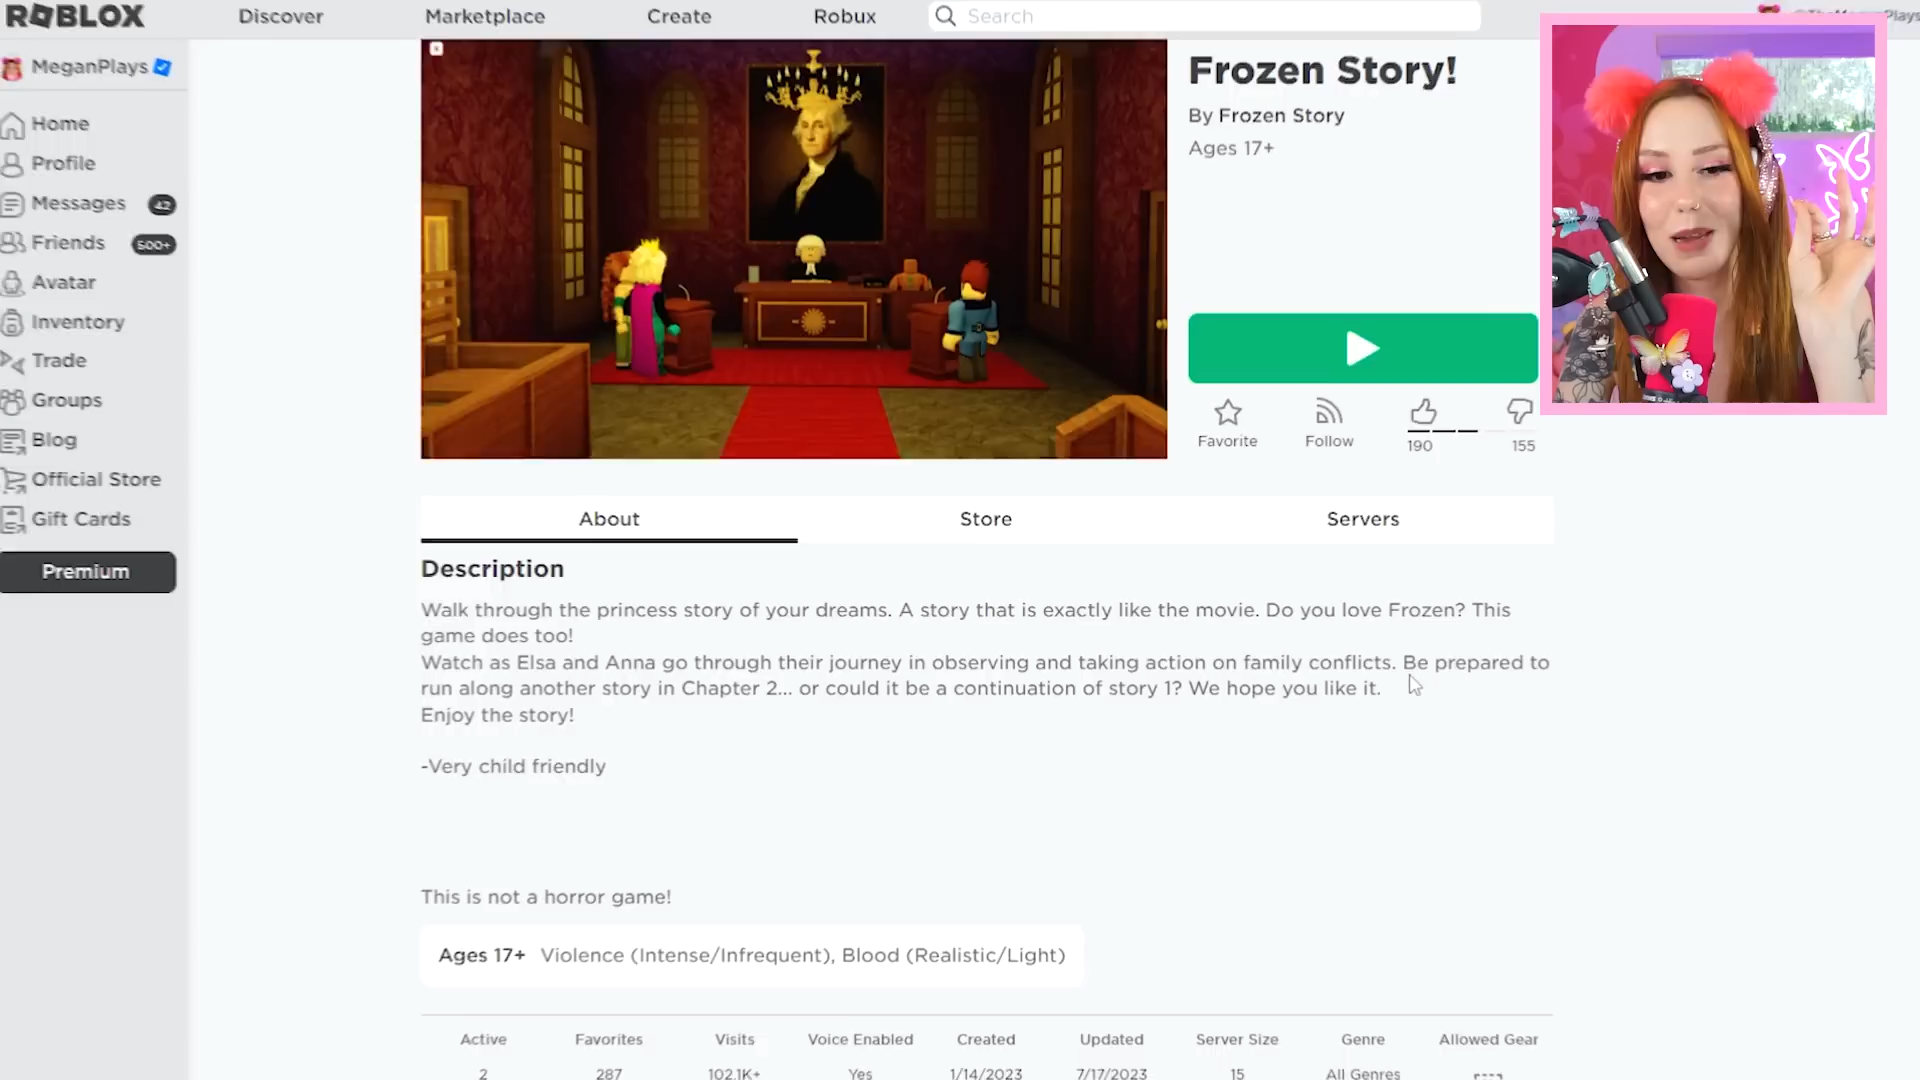 ROBLOX
Discover
Marketplace
Create
Robux
Search
MeganPlays
Home
Profile
Messages 42
Friends 500+
Avatar
Inventory
Trade
Groups
Blog
Official Store
Gift Cards
Premium
Frozen Story!
By Frozen Story
Ages 17+
Favorite
Follow
190
155
About
Store
Servers
Description
Walk through the princess story of your dreams. A story that is exactly like the movie. Do you love Frozen? This
game does too!
Watch as Elsa and Anna go through their journey in observing and taking action on family conflicts. Be prepared to
run along another story in Chapter 2... or could it be a continuation of story 1? We hope you like it.
Enjoy the story!
-Very child friendly
This is not a horror game!
Ages 17+ Violence (Intense/Infrequent), Blood (Realistic/Light)
Active Favorites Visits Voice Enabled Created Updated Server Size Genre Allowed Gear
2 287 102.1K+ Yes 1/14/2023 7/17/2023 15 All Genres